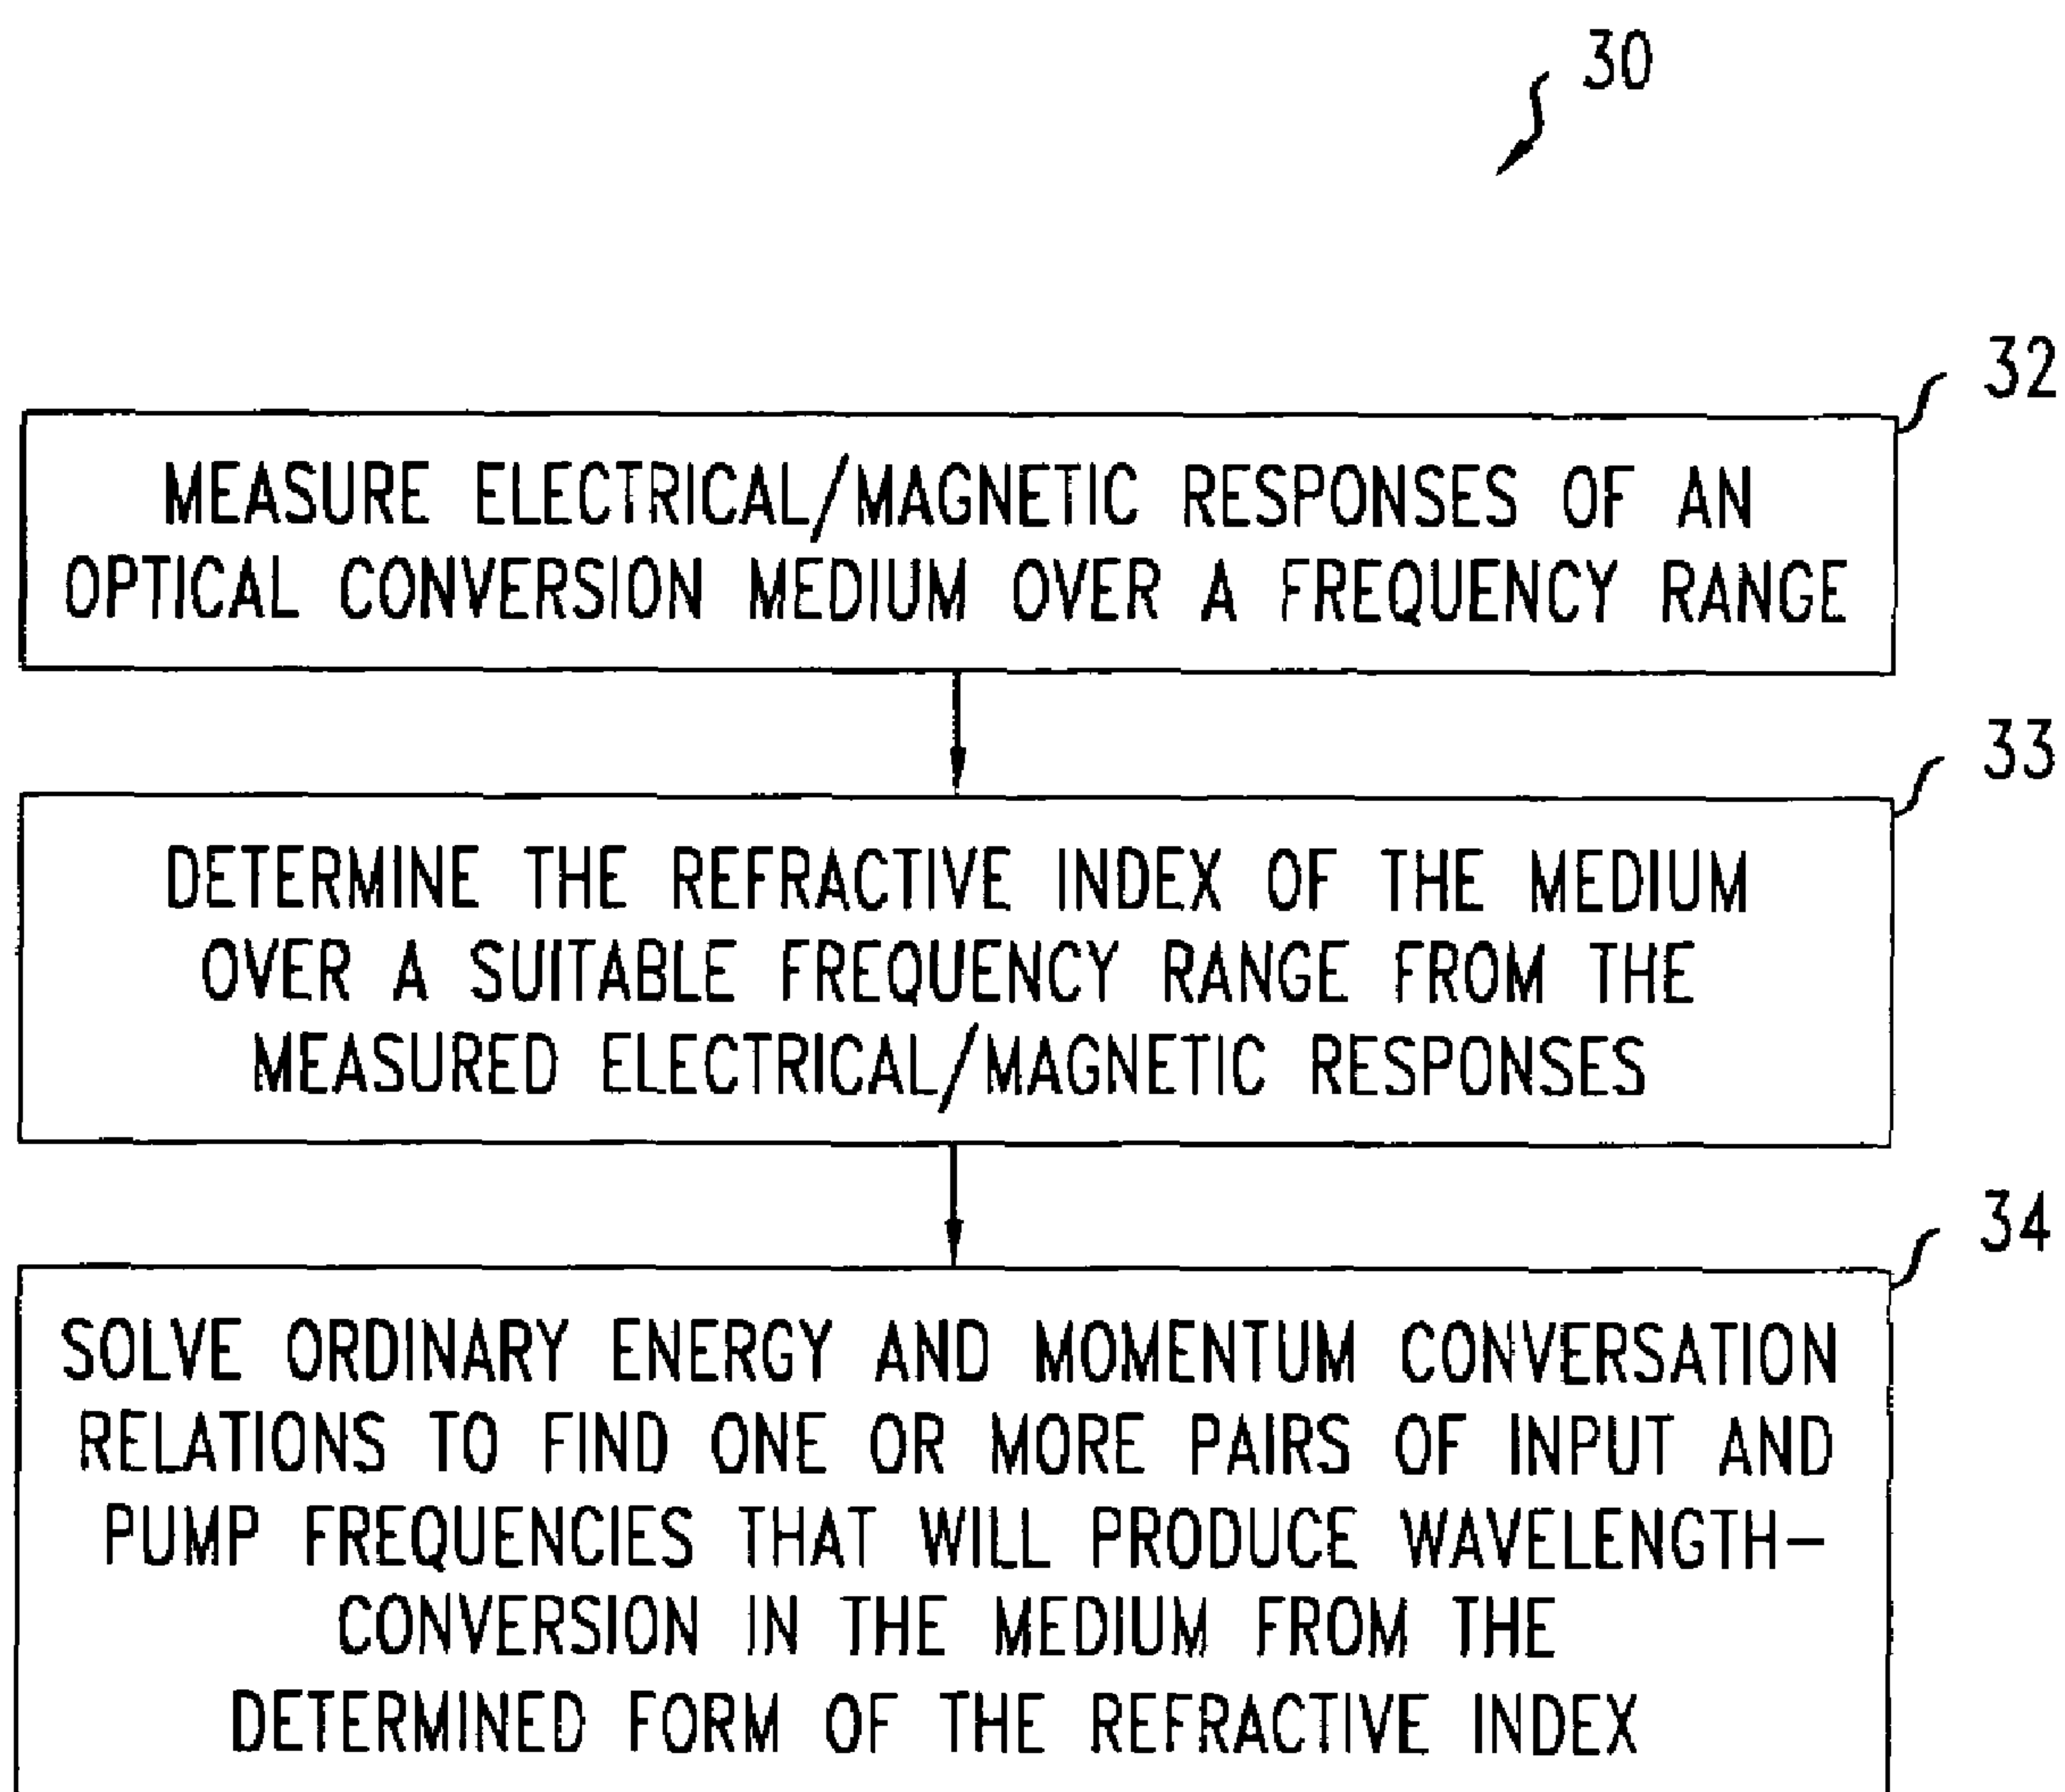 30
32
MEASURE ELECTRICAL/MAGNETIC RESPONSES OF AN
OPTICAL CONVERSION MEDIUM OVER A FREQUENCY RANGE
33
DETERMINE THE REFRACTIVE INDEX OF THE MEDIUM
OVER A SUITABLE FREQUENCY RANGE FROM THE
MEASURED ELECTRICAL/MAGNETIC RESPONSES
34
SOLVE ORDINARY ENERGY AND MOMENTUM CONVERSATION
RELATIONS TO FIND ONE OR MORE PAIRS OF INPUT AND
PUMP FREQUENCIES THAT WILL PRODUCE WAVELENGTH-
CONVERSION IN THE MEDIUM FROM THE
DETERMINED FORM OF THE REFRACTIVE INDEX